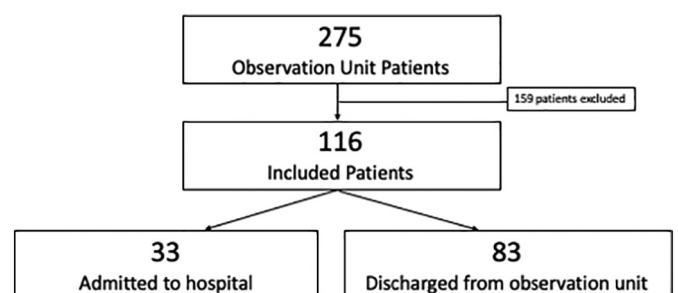 275
Observation Unit Patients
159 patients excluded
116
Included Patients
33
Admitted to hospital
83
Discharged from observation unit